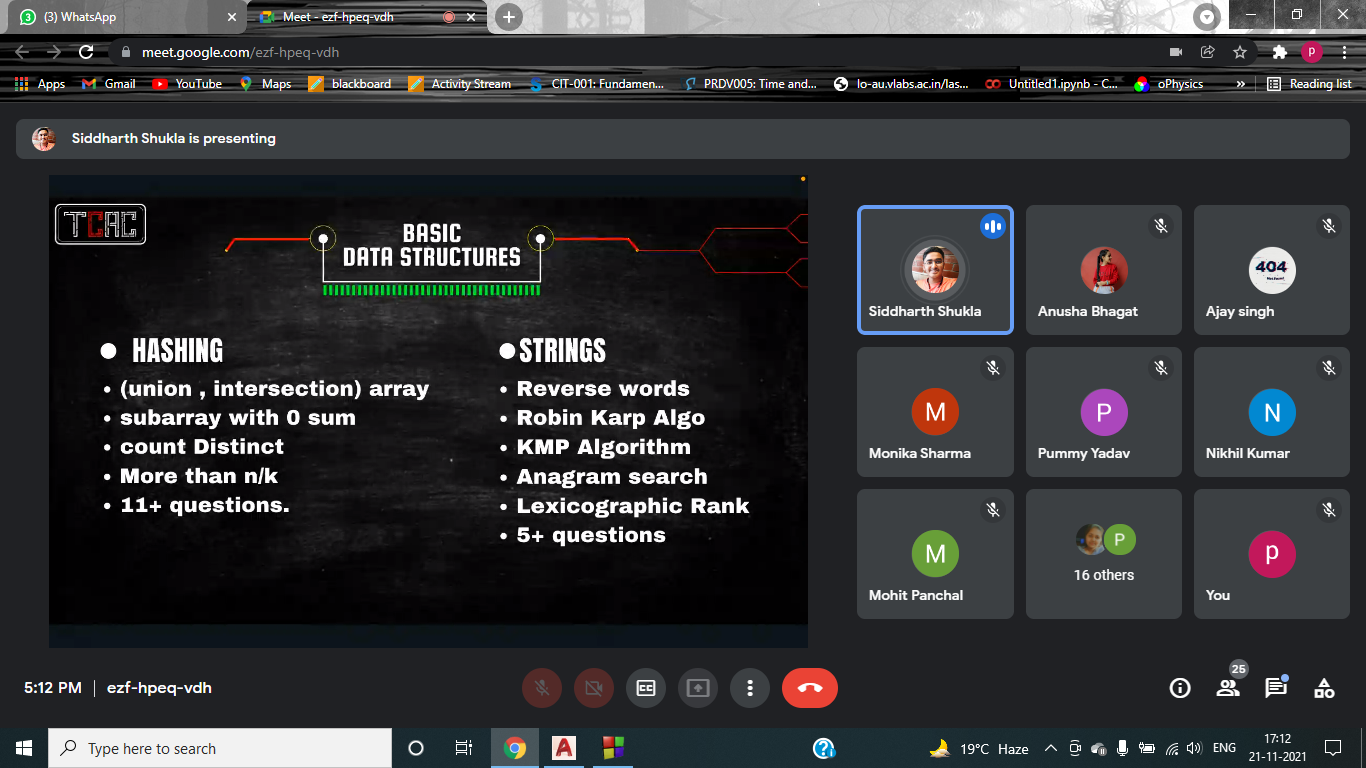 3
(3) WhatsApp
Meet - ezf-hpeq-vdh
meet.google.com/ezf-hpeq-vdh
P
Apps
Gmail
YouTube
Maps
blackboard
Activity Stream
CIT-001: Fundamen...
PRDV005: Time and...
lo-au.vlabs.ac.in/las...
Untitled1.ipynb - C...
oPhysics
»
Reading list
Siddharth Shukla is presenting
TCAC
BASIC
DATA STRUCTURES
● HASHING
• (union , intersection) array
• subarray with 0 sum
• count Distinct
• More than n/k
• 11+ questions.
● STRINGS
• Reverse words
• Robin Karp Algo
• KMP Algorithm
• Anagram search
• Lexicographic Rank
• 5+ questions
Siddharth Shukla
Anusha Bhagat
404
Ajay singh
M
Monika Sharma
P
Pummy Yadav
N
Nikhil Kumar
M
Mohit Panchal
P
16 others
p
You
5:12 PM | ezf-hpeq-vdh
CC
25
Type here to search
A
19°C Haze
ENG
17:12
21-11-2021